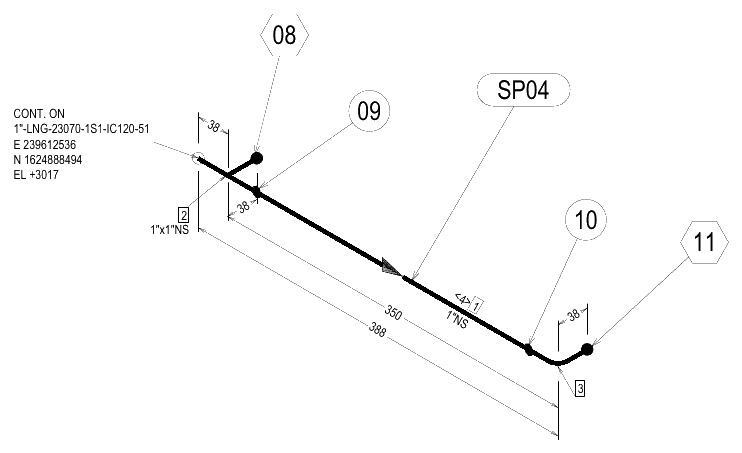 08
SP04
09
CONT. ON
1"-LNG-23070-1S1-IC120-51
E 239612536
N 1624888494
EL +3017
38
38
2
1"x1"NS
10
11
<4> 1
1"NS
38
350
388
3